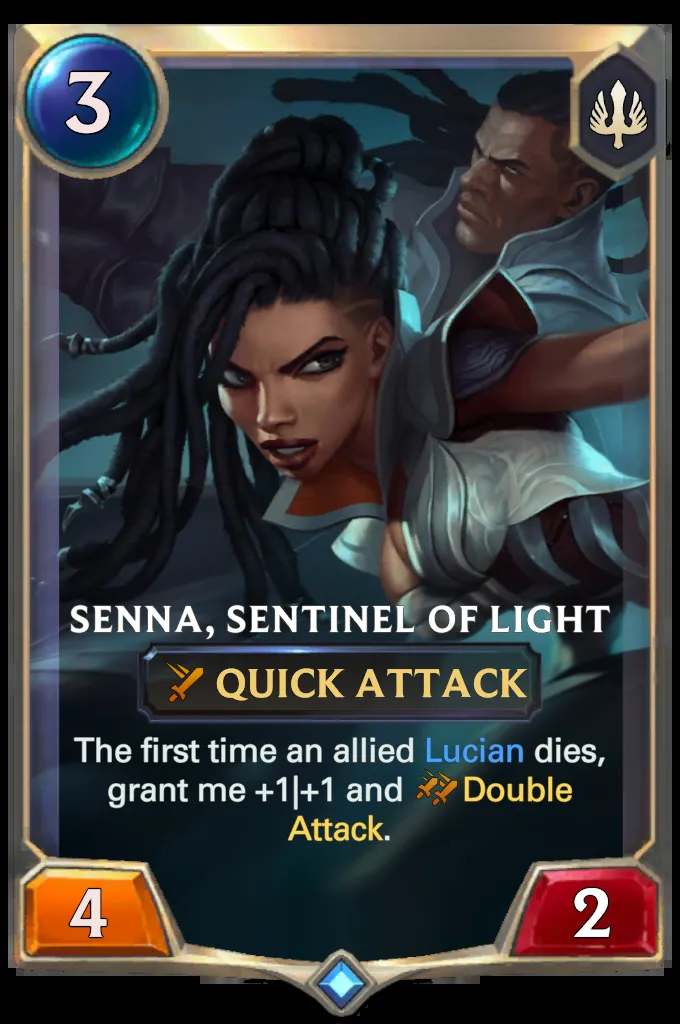 3
SENNA, SENTINEL OF LIGHT
QUICK ATTACK
The first time an allied Lucian dies,
grant me +1|+1 and Double
Attack.
4
2